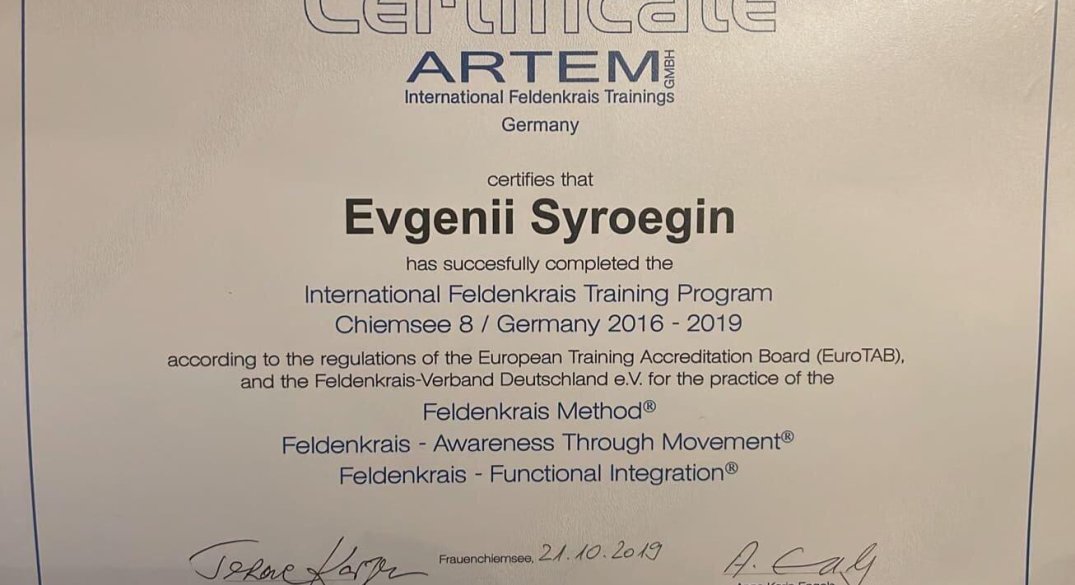 Certificate
ARTEM GMBH
International Feldenkrais Trainings
Germany
certifies that
Evgenii Syroegin
has succesfully completed the
International Feldenkrais Training Program
Chiemsee 8 / Germany 2016 - 2019
according to the regulations of the European Training Accreditation Board (EuroTAB),
and the Feldenkrais-Verband Deutschland e.V. for the practice of the
Feldenkrais Method®
Feldenkrais - Awareness Through Movement®
Feldenkrais - Functional Integration®
Frauenchiemsee, 21.10.2019